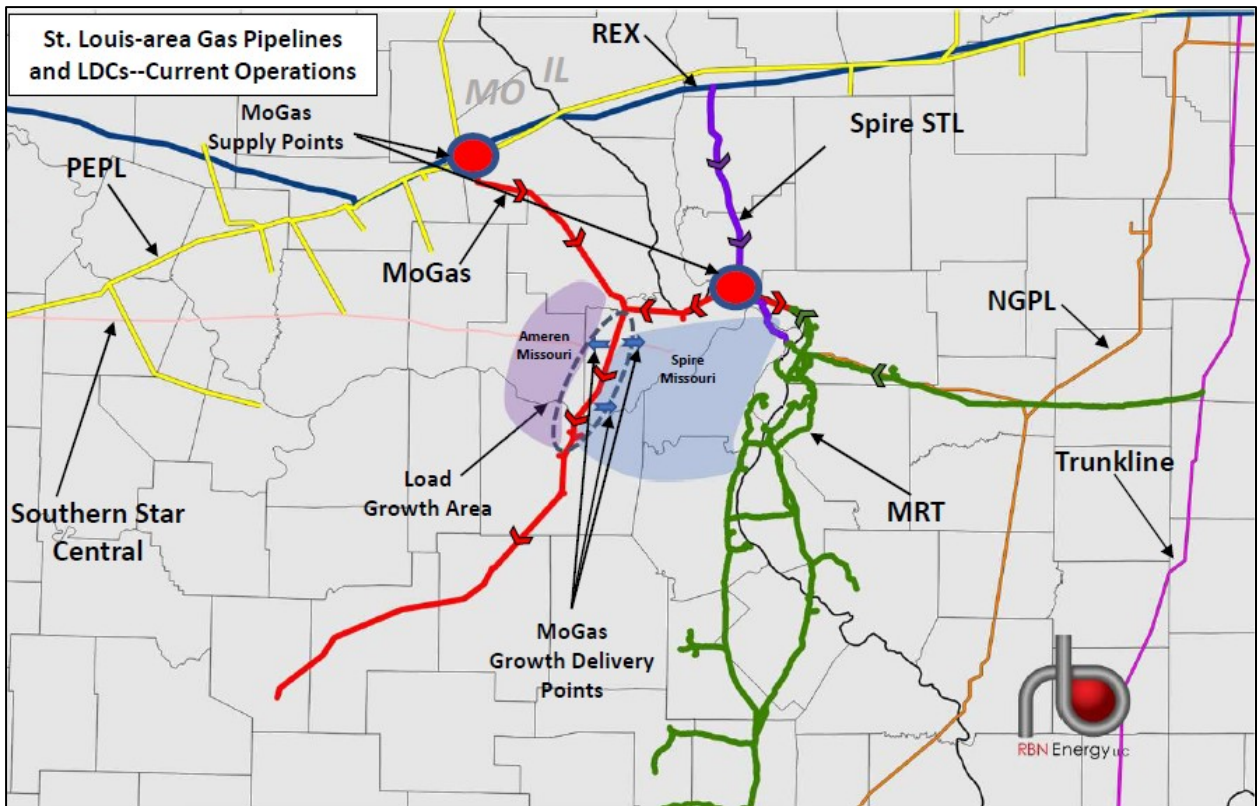 St. Louis-area Gas Pipelines
and LDCs--Current Operations
REX
MO
IL
MoGas
Supply Points
Spire STL
PEPL
MoGas
NGPL
Ameren
Missouri
Spire
Missouri
Load
Growth Area
Trunkline
Southern Star
Central
MRT
MoGas
Growth Delivery
Points
RBN Energy LLC